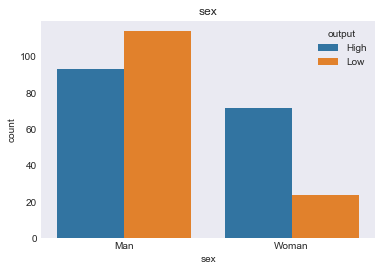 sex
output
High
Low
count
100
80
60
40
20
0
Man
Woman
sex